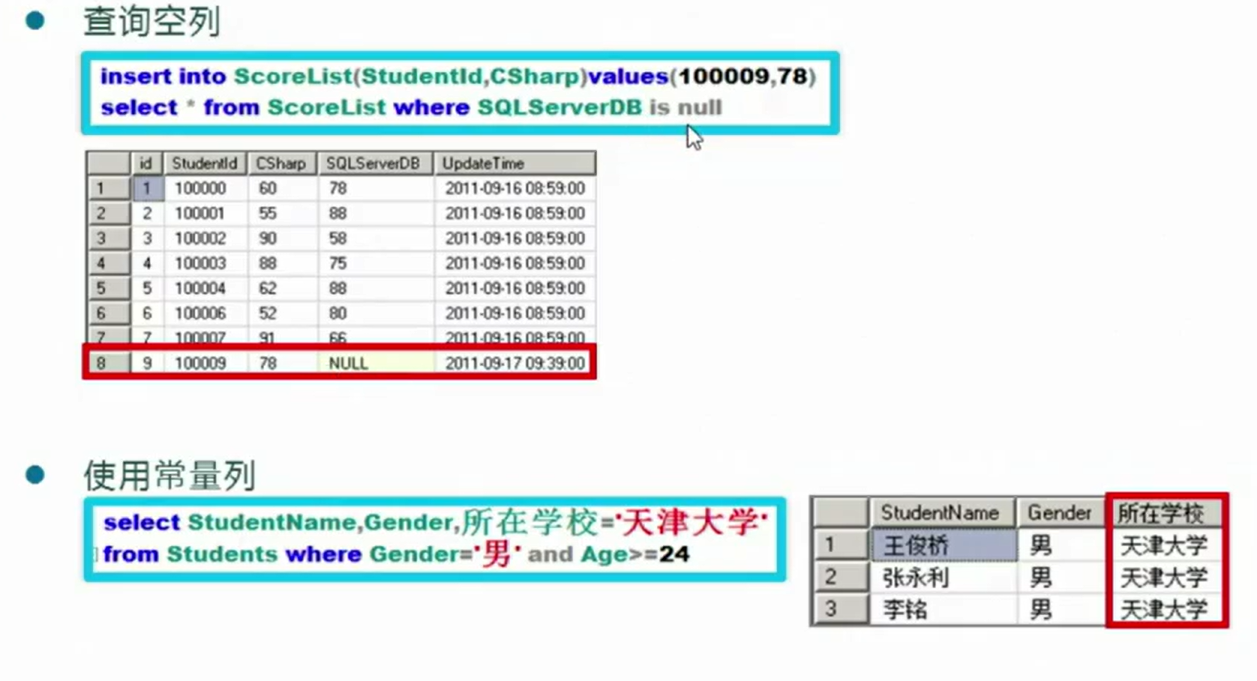 查询空列
insert into ScoreList(StudentId,CSharp)values(100009,78)
select * from ScoreList where SQLServerDB is null
id StudentId CSharp SQLServerDB UpdateTime
1 1 100000 60 78 2011-09-16 08:59:00
2 2 100001 55 88 2011-09-16 08:59:00
3 3 100002 90 58 2011-09-16 08:59:00
4 4 100003 88 75 2011-09-16 08:59:00
5 5 100004 62 88 2011-09-16 08:59:00
6 6 100006 52 80 2011-09-16 08:59:00
7 7 100007 91 66 2011-09-16 08:59:00
8 9 100009 78 NULL 2011-09-17 09:39:00
使用常量列
select StudentName,Gender,所在学校='天津大学'
from Students where Gender='男' and Age>=24
StudentName Gender 所在学校
1 王俊桥 男 天津大学
2 张永利 男 天津大学
3 李铭 男 天津大学